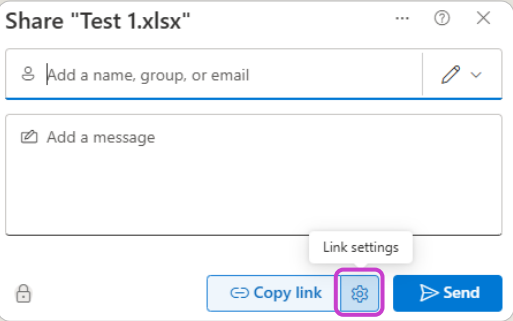 Share "Test 1.xlsx"
Add a name, group, or email
Add a message
Link settings
Copy link
Send